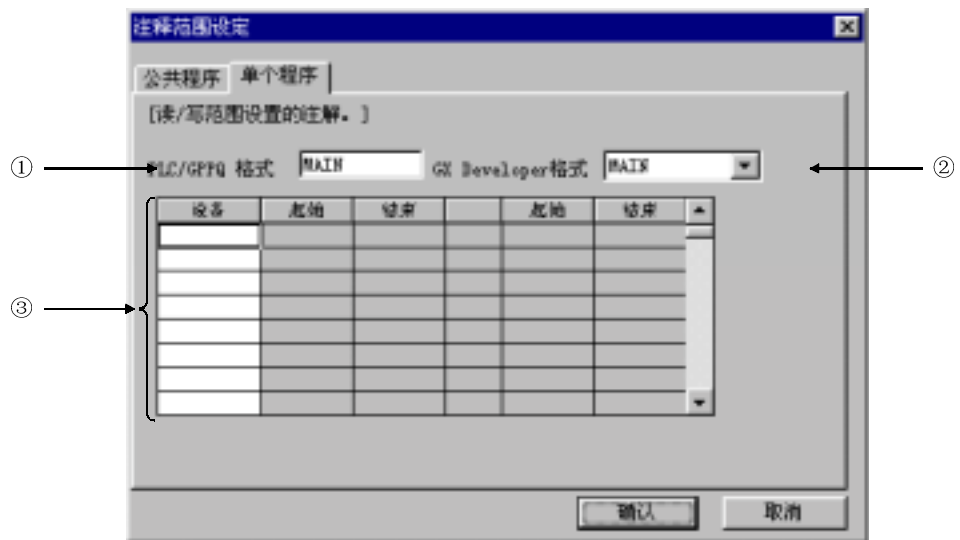 注释范围设定
公共程序 单个程序
[读/写范围设置的注解。]
① PLC/GPPQ 格式 MAIN GX Developer格式 MAIN ②
设备 起始 结束 起始 结束
③
确认 取消